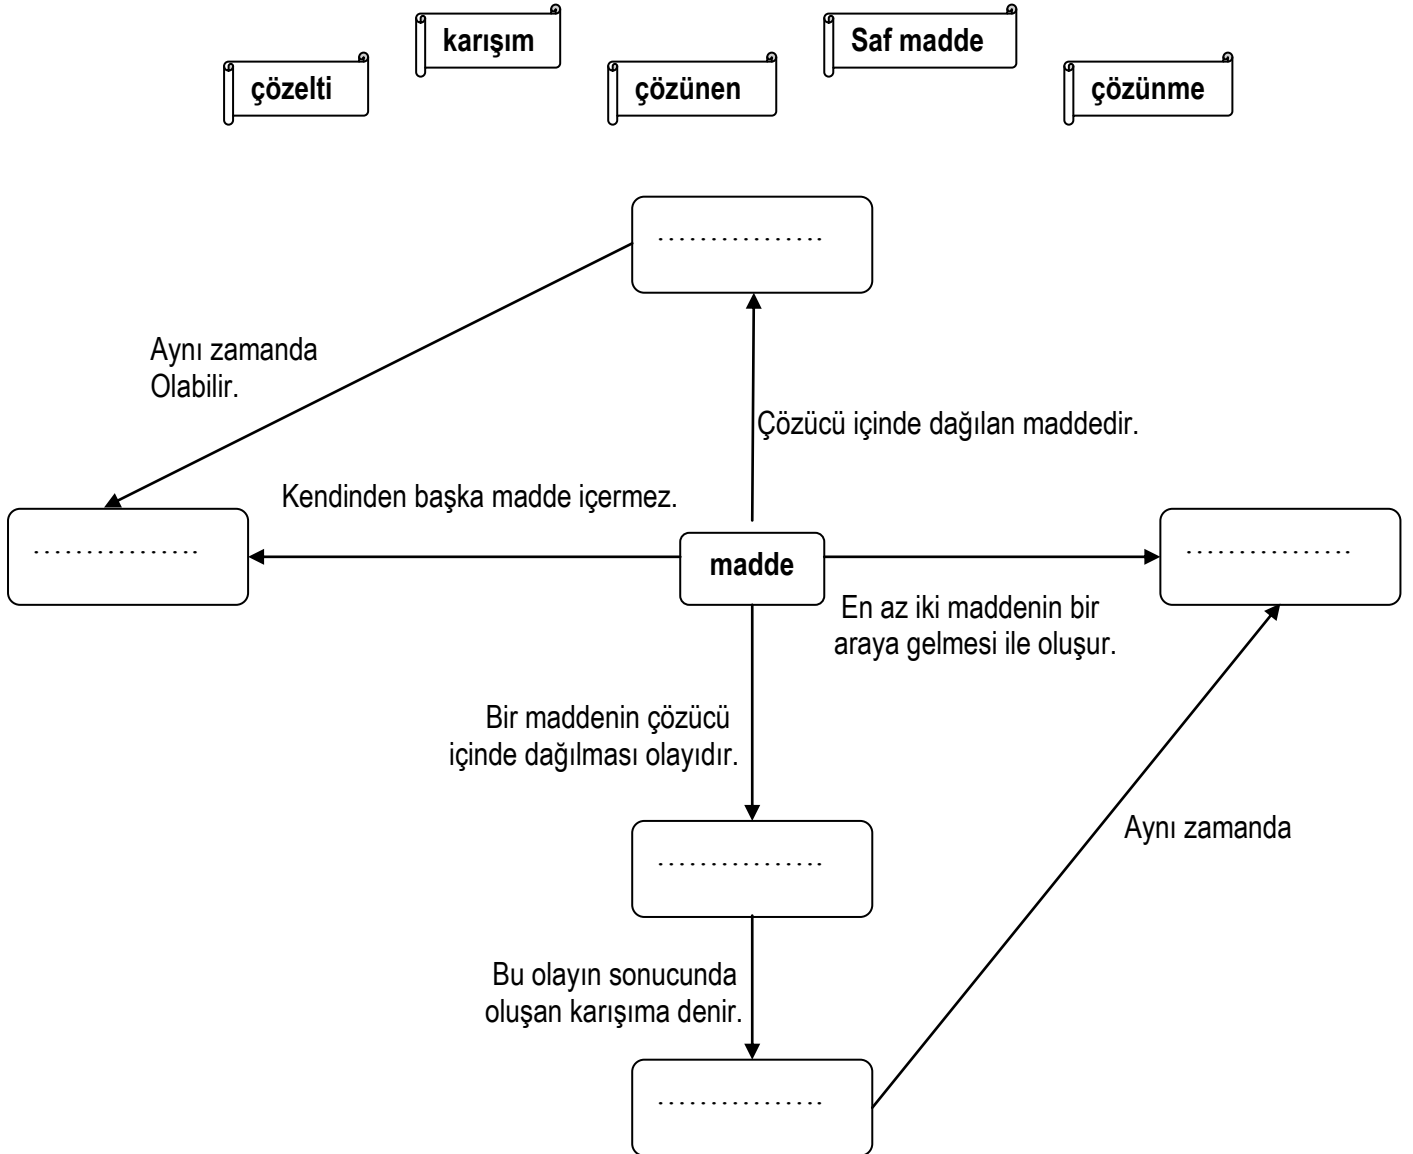 karışım
Saf madde
çözelti
çözünen
çözünme
................
Aynı zamanda
Olabilir.
Çözücü içinde dağılan maddedir.
Kendinden başka madde içermez.
................
madde
................
En az iki maddenin bir
araya gelmesi ile oluşur.
Bir maddenin çözücü
içinde dağılması olayıdır.
Aynı zamanda
................
Bu olayın sonucunda
oluşan karışıma denir.
................